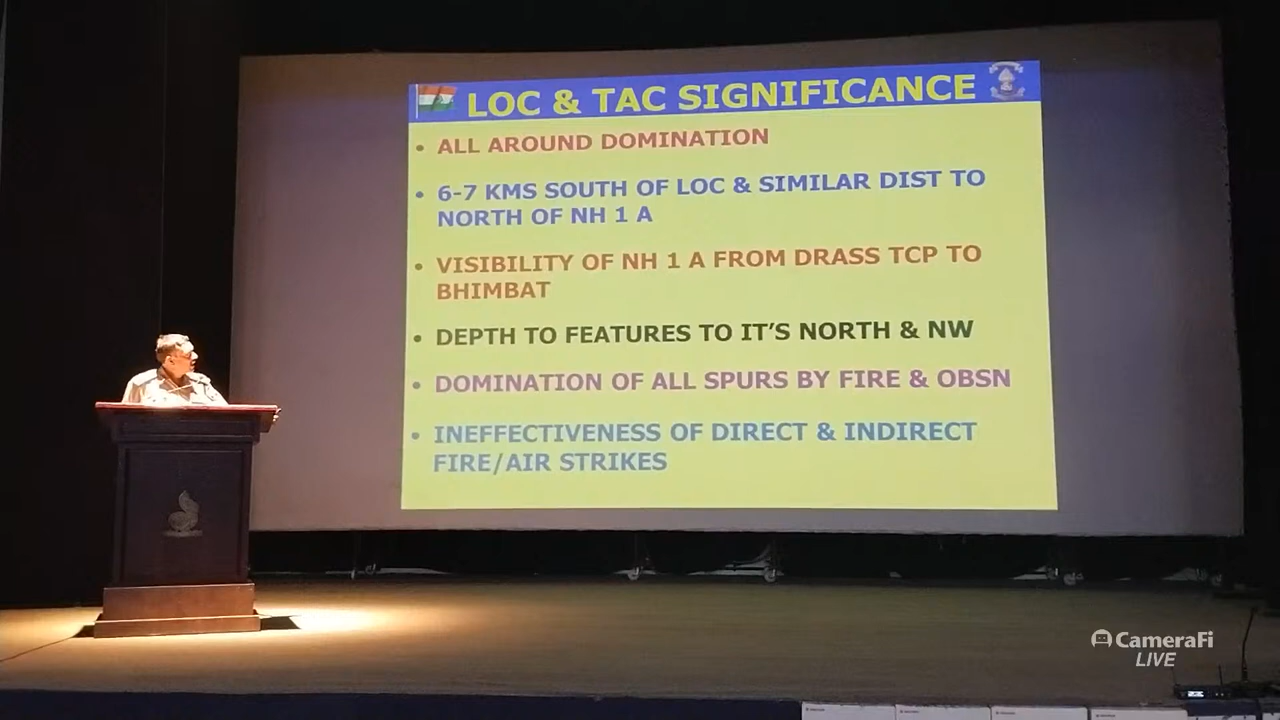 LOC & TAC SIGNIFICANCE
• ALL AROUND DOMINATION
• 6-7 KMS SOUTH OF LOC & SIMILAR DIST TO
NORTH OF NH 1 A
• VISIBILITY OF NH 1 A FROM DRASS TCP TO
BHIMBAT
• DEPTH TO FEATURES TO IT'S NORTH & NW
• DOMINATION OF ALL SPURS BY FIRE & OBSN
• INEFFECTIVENESS OF DIRECT & INDIRECT
FIRE/AIR STRIKES
CameraFi
LIVE